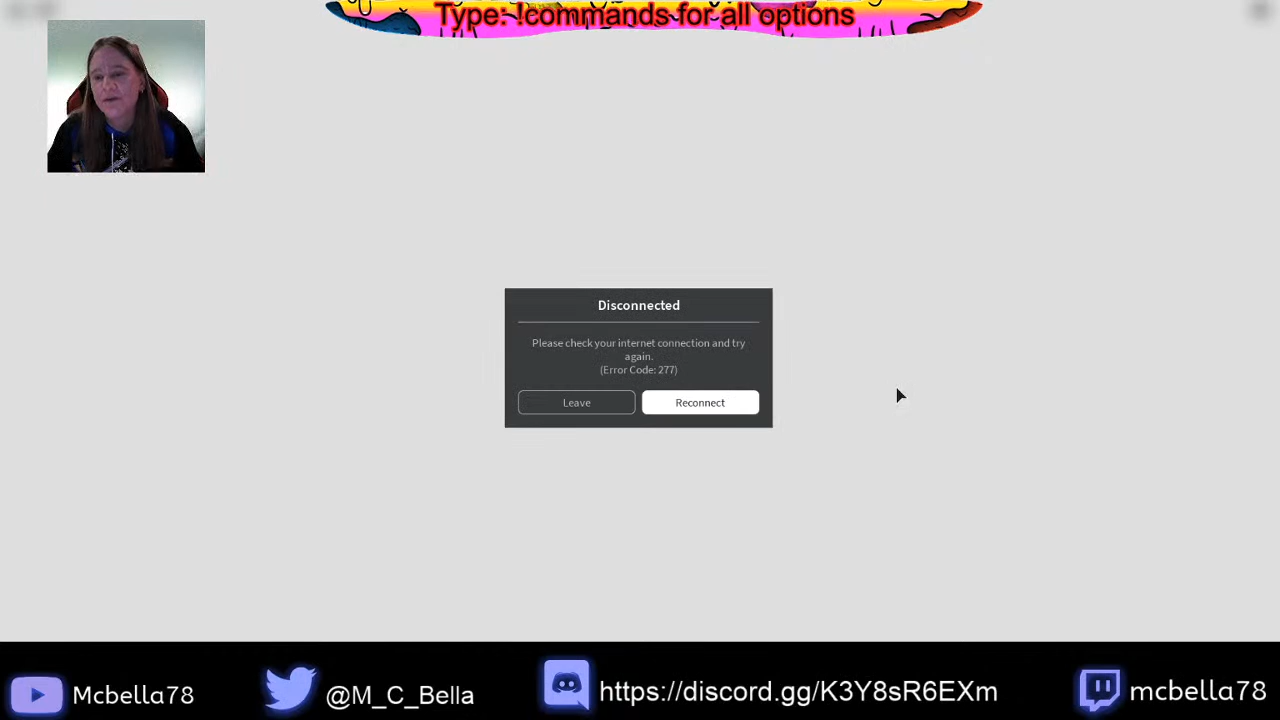 Type: !commands for all options
Disconnected
Please check your internet connection and try
again.
(Error Code: 277)
Leave
Reconnect
Mcbella78
@M_C_Bella
https://discord.gg/K3Y8sR6EXm
mcbella78